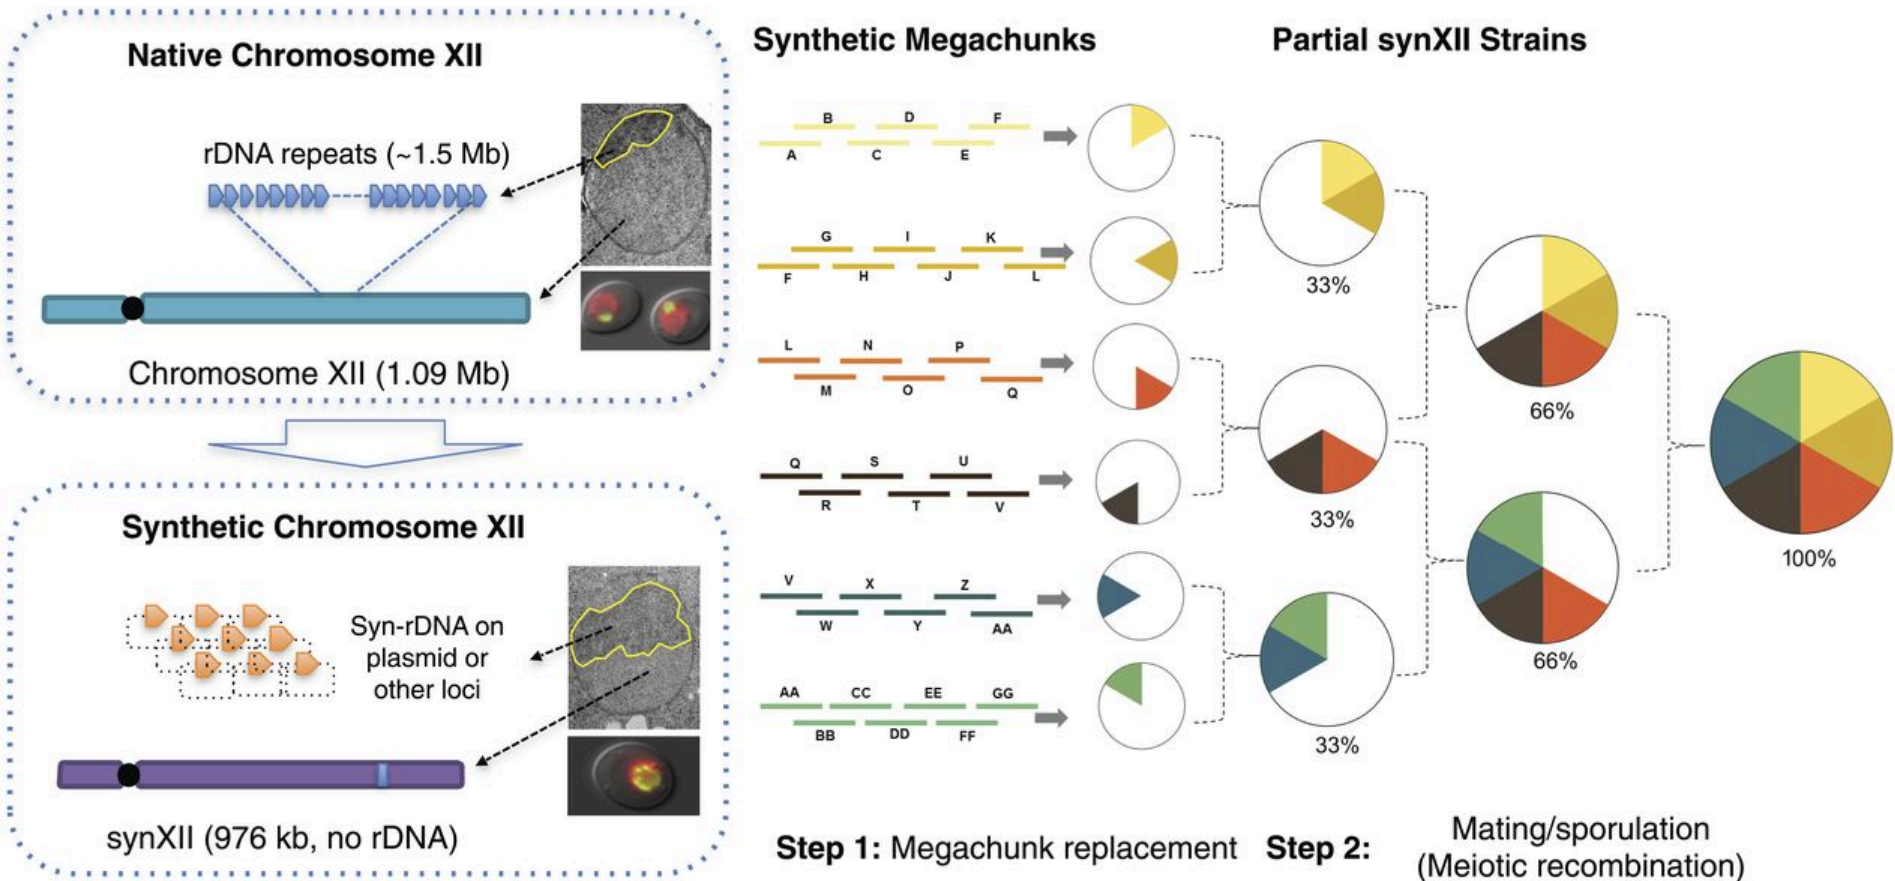 Native Chromosome XII
rDNA repeats (~1.5 Mb)
Chromosome XII (1.09 Mb)
Synthetic Chromosome XII
Syn-rDNA on
plasmid or
other loci
synXII (976 kb, no rDNA)
Synthetic Megachunks
Partial synXII Strains
B D F
A C E
G I K
F H J L
L N P
M O Q
Q S U
R T V
V X Z
W Y AA
AA CC EE GG
BB DD FF
33%
33%
33%
66%
66%
100%
Step 1: Megachunk replacement
Step 2:
Mating/sporulation
(Meiotic recombination)